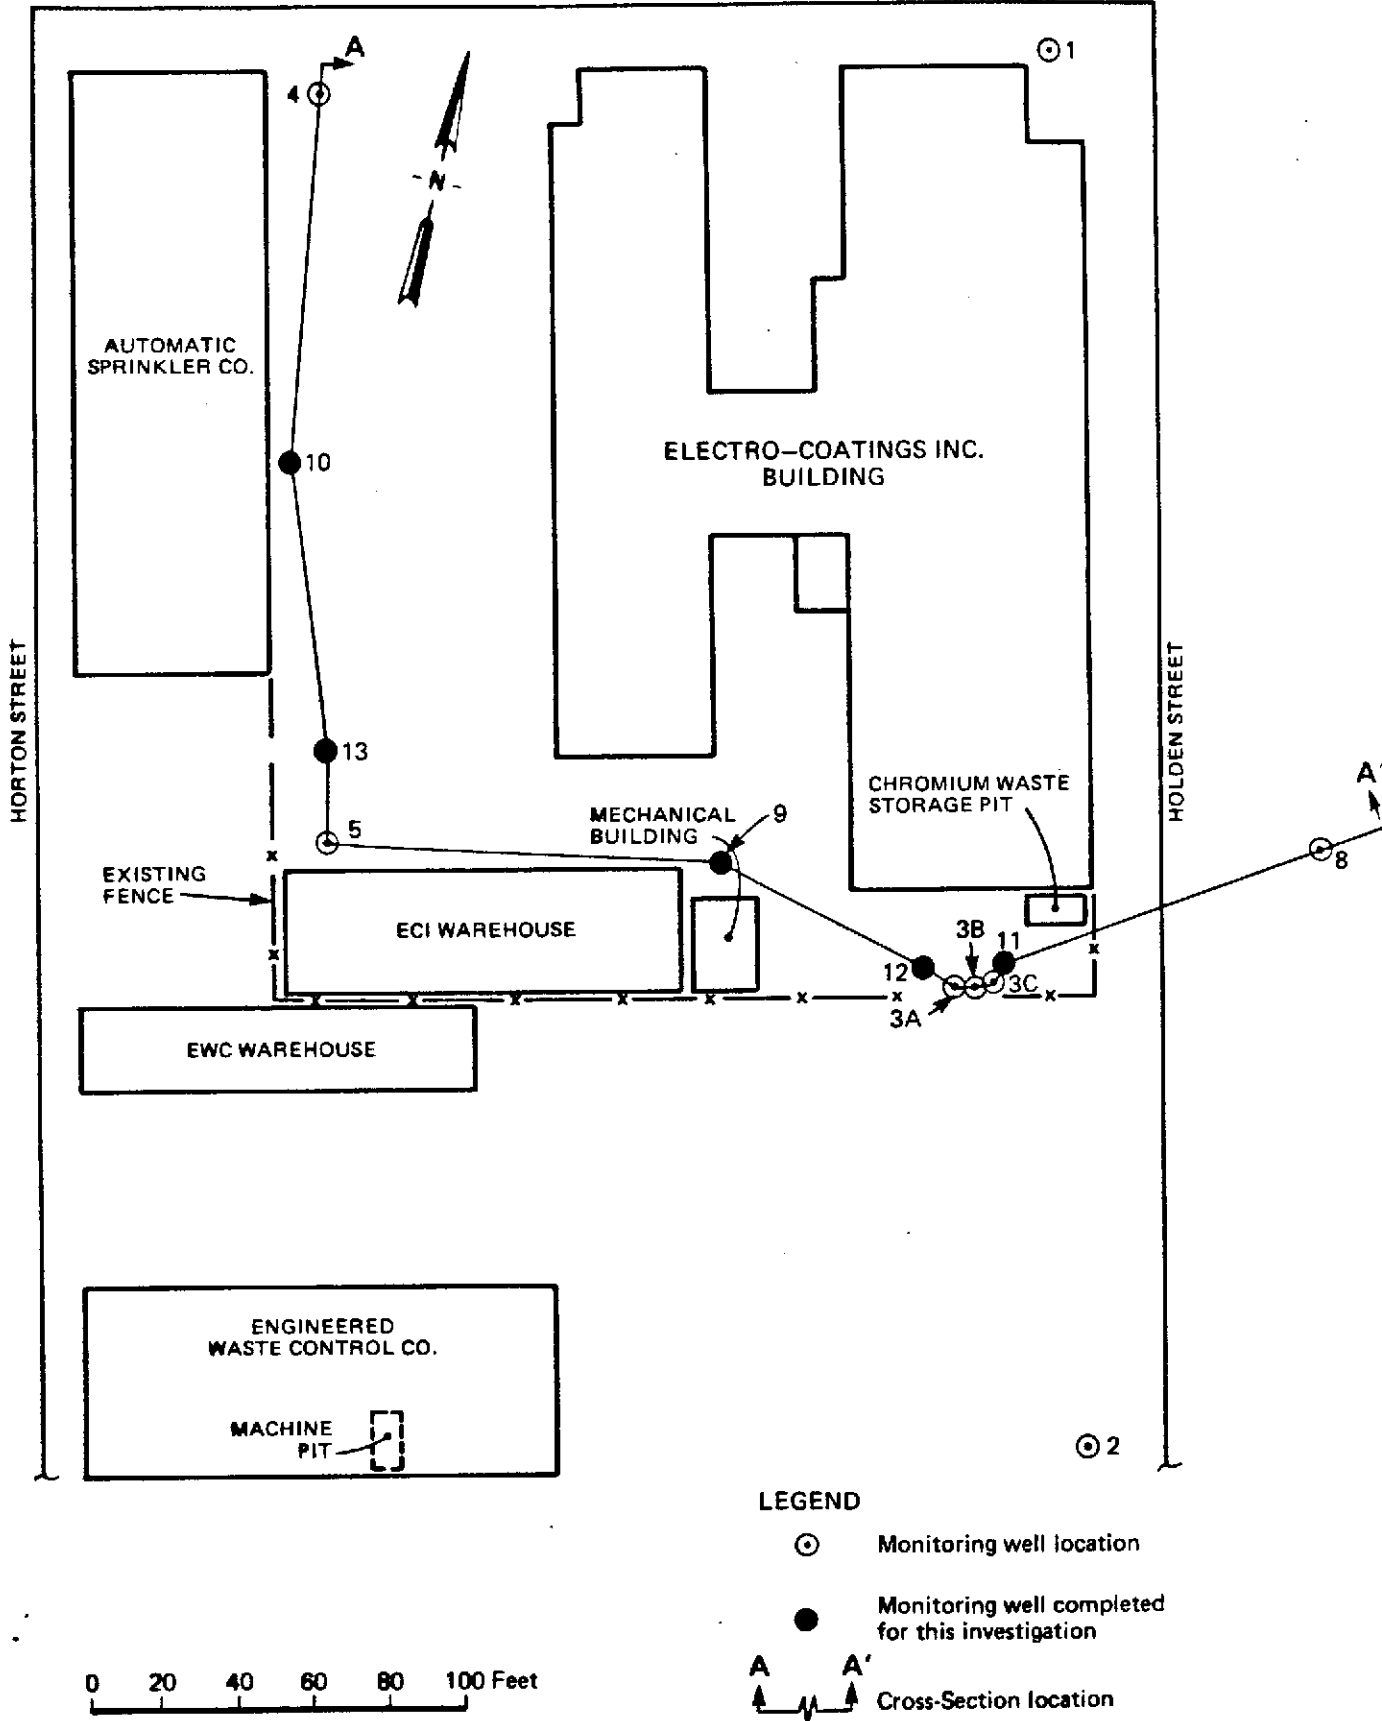 A
1
4
N
AUTOMATIC
SPRINKLER CO.
10
ELECTRO-COATINGS INC.
BUILDING
HORTON STREET
HOLDEN STREET
13
CHROMIUM WASTE
STORAGE PIT
A'
MECHANICAL
BUILDING
9
5
8
EXISTING
FENCE
ECI WAREHOUSE
3B
11
12
3C
3A
EWC WAREHOUSE
ENGINEERED
WASTE CONTROL CO.
MACHINE
PIT
2
LEGEND
Monitoring well location
Monitoring well completed
for this investigation
A A'
Cross-Section location
0 20 40 60 80 100 Feet